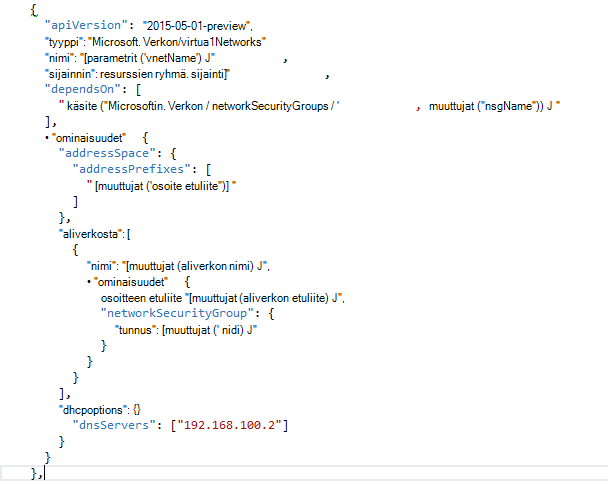 {
"apiVersion": "2015-05-01-preview",
"tyyppi": "Microsoft. Verkon/virtua1Networks"
"nimi": "[parametrit ('vnetName') J" ,
"sijainnin": resurssien ryhmä. sijainti]" ,
"dependsOn": [
" käsite ("Microsoftin. Verkon / networkSecurityGroups / ' , muuttujat ("nsgName")) J "
],
• "ominaisuudet" {
"addressSpace": {
"addressPrefixes": [
" [muuttujat ('osoite etuliite")] "
]
},
"aliverkosta": [
{
"nimi": "[muuttujat (aliverkon nimi) J",
• "ominaisuudet" {
osoitteen etuliite "[muuttujat (aliverkon etuliite) J",
"networkSecurityGroup": {
"tunnus": [muuttujat (' nidi) J"
}
}
}
],
"dhcpoptions": {}
"dnsServers": ["192.168.100.2"]
}
}
},